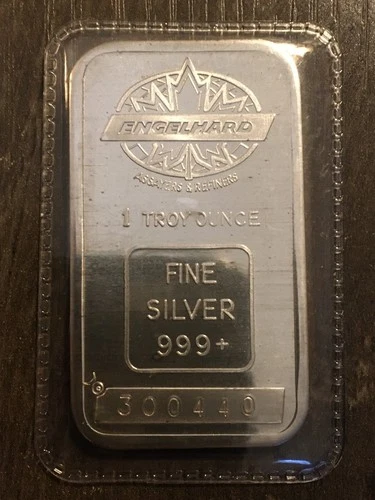 ENGELHARD
ASSAYERS & REFINERS
1 TROY OUNCE
FINE
SILVER
999+
300440